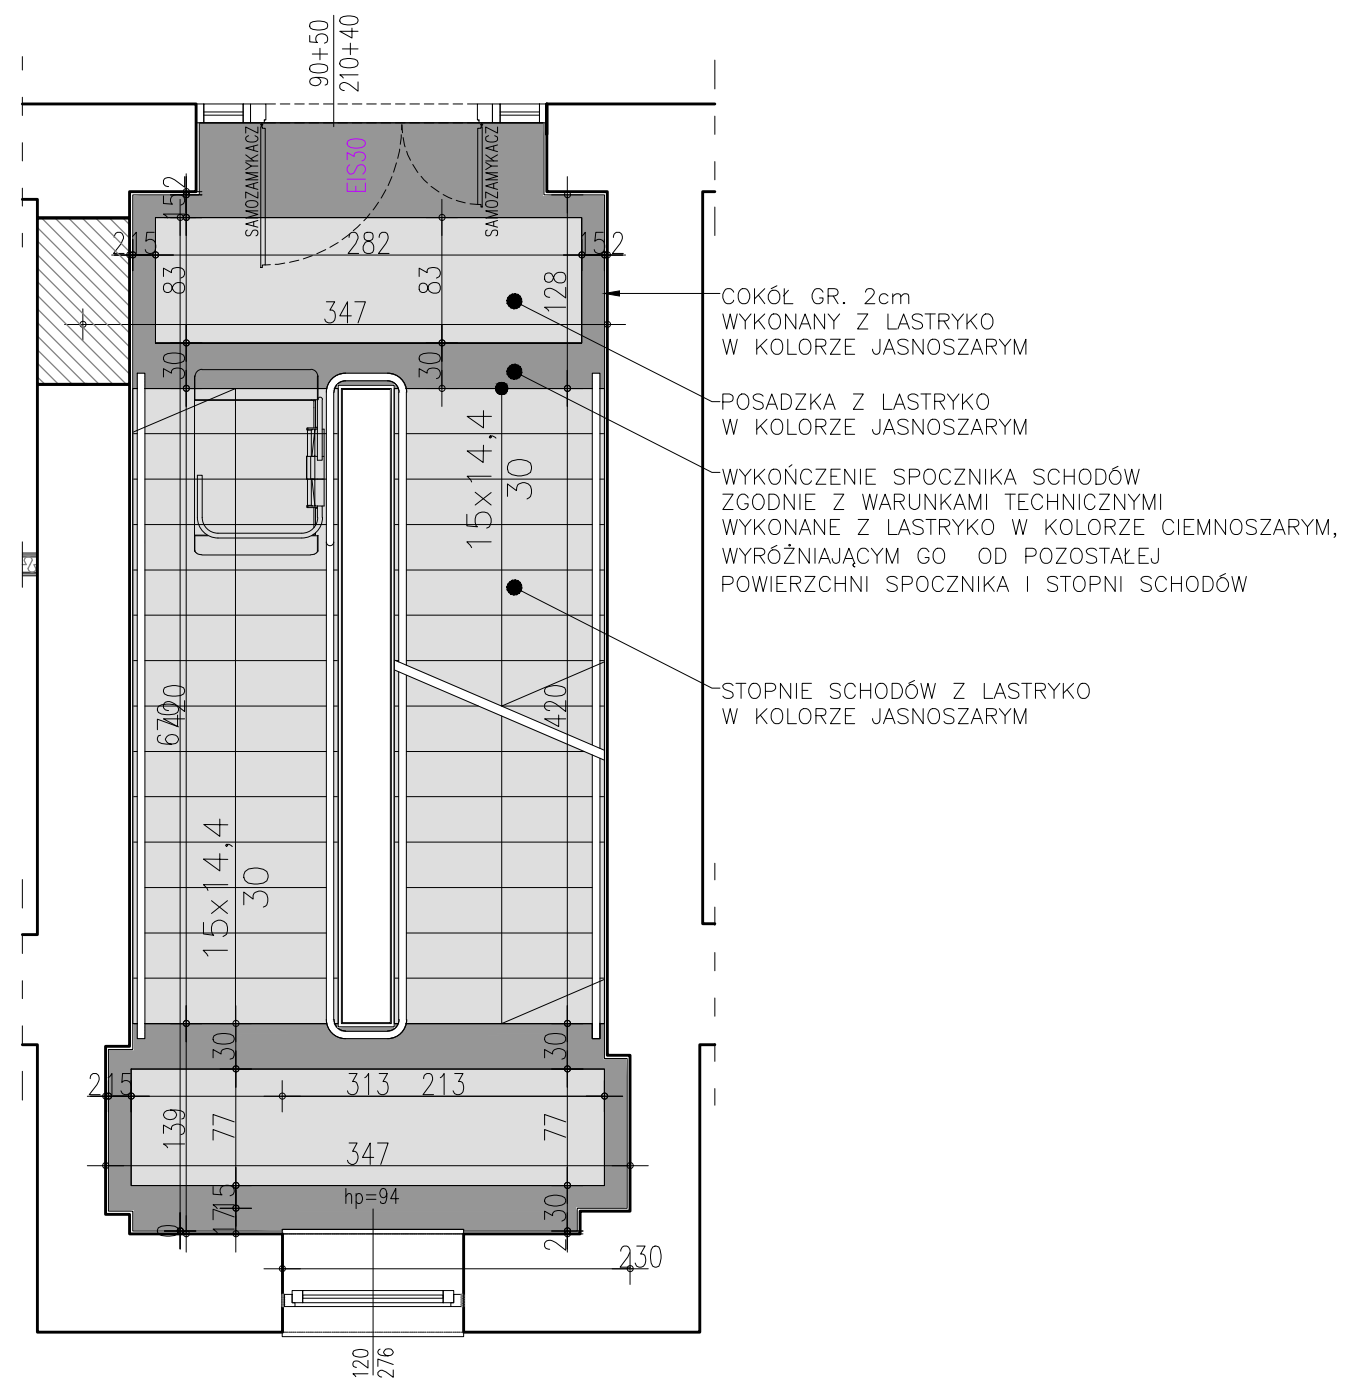 90+50
210+40
SAMOZAMYKACZ
EIS30
SAMOZAMYKACZ
152
215
282
152
83
83
128
347
30
30
COKÓŁ GR. 2cm
WYKONANY Z LASTRYKO
W KOLORZE JASNOSZARYM
POSADZKA Z LASTRYKO
W KOLORZE JASNOSZARYM
15x14,4
30
WYKOŃCZENIE SPOCZNIKA SCHODÓW
ZGODNIE Z WARUNKAMI TECHNICZNYMI
WYKONANE Z LASTRYKO W KOLORZE CIEMNOSZARYM,
WYRÓŻNIAJĄCYM GO OD POZOSTAŁEJ
POWIERZCHNI SPOCZNIKA I STOPNI SCHODÓW
STOPNIE SCHODÓW Z LASTRYKO
W KOLORZE JASNOSZARYM
670
420
420
15x14,4
30
30
30
215
313
213
139
77
77
347
hp=94
0
1715
2
30
230
120
276